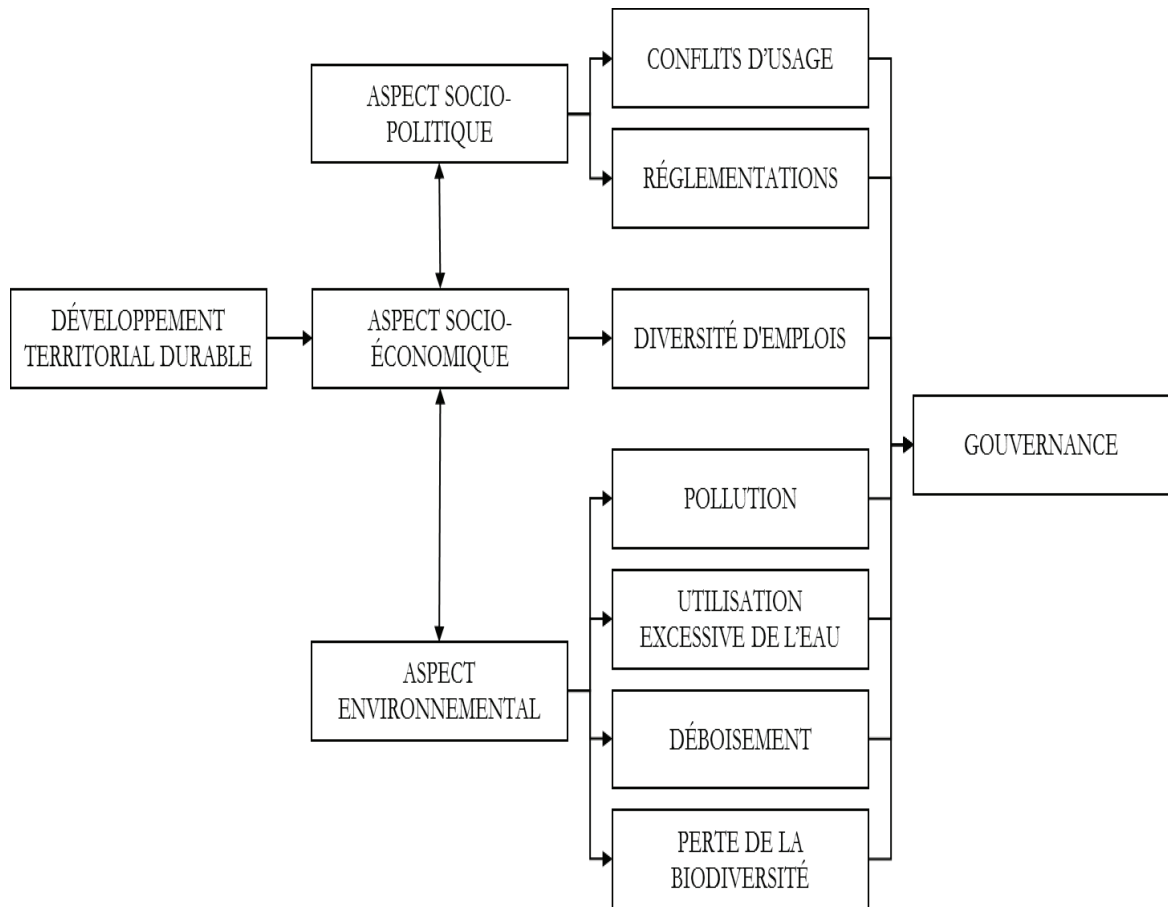 CONFLITS D’USAGE
ASPECT SOCIO-
POLITIQUE
RÉGLEMENTATIONS
DÉVELOPPEMENT
TERRITORIAL DURABLE
ASPECT SOCIO-
ÉCONOMIQUE
DIVERSITÉ D'EMPLOIS
GOUVERNANCE
POLLUTION
UTILISATION
EXCESSIVE DE L’EAU
ASPECT
ENVIRONNEMENTAL
DÉBOISEMENT
PERTE DE LA
BIODIVERSITÉ